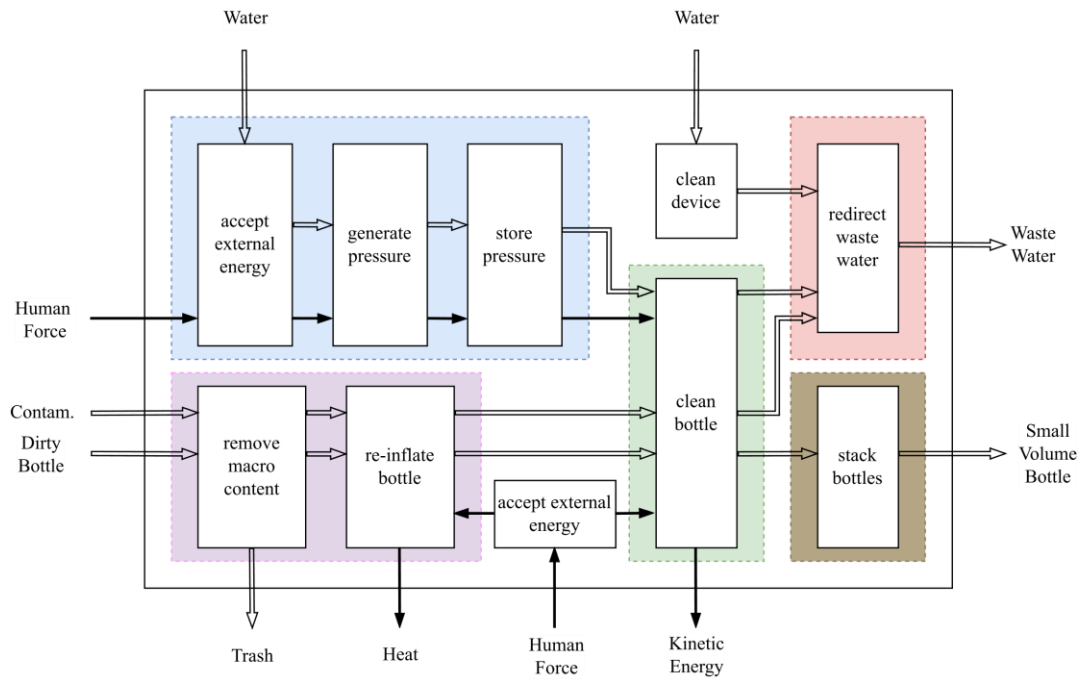 Water
Water
accept
external
energy
generate
pressure
store
pressure
clean
device
redirect
waste
water
Waste
Water
Human
Force
Contam.
Dirty
Bottle
remove
macro
content
re-inflate
bottle
accept external
energy
clean
bottle
stack
bottles
Small
Volume
Bottle
Trash
Heat
Human
Force
Kinetic
Energy